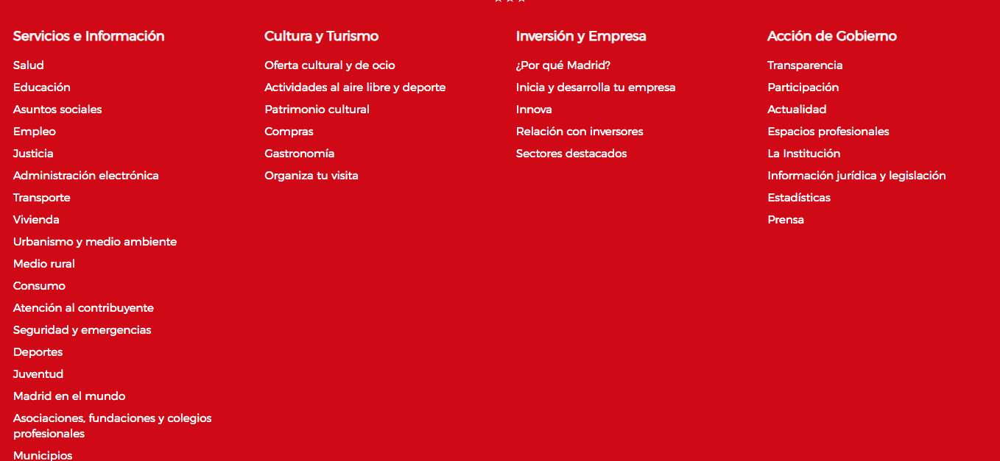 Servicios e Información
Salud
Educación
Asuntos sociales
Empleo
Justicia
Administración electrónica
Transporte
Vivienda
Urbanismo y medio ambiente
Medio rural
Consumo
Atención al contribuyente
Seguridad y emergencias
Deportes
Juventud
Madrid en el mundo
Asociaciones, fundaciones y colegios
profesionales
Municipios
Cultura y Turismo
Oferta cultural y de ocio
Actividades al aire libre y deporte
Patrimonio cultural
Compras
Gastronomía
Organiza tu visita
Inversión y Empresa
¿Por qué Madrid?
Inicia y desarrolla tu empresa
Innova
Relación con inversores
Sectores destacados
Acción de Gobierno
Transparencia
Participación
Actualidad
Espacios profesionales
La Institución
Información jurídica y legislación
Estadísticas
Prensa